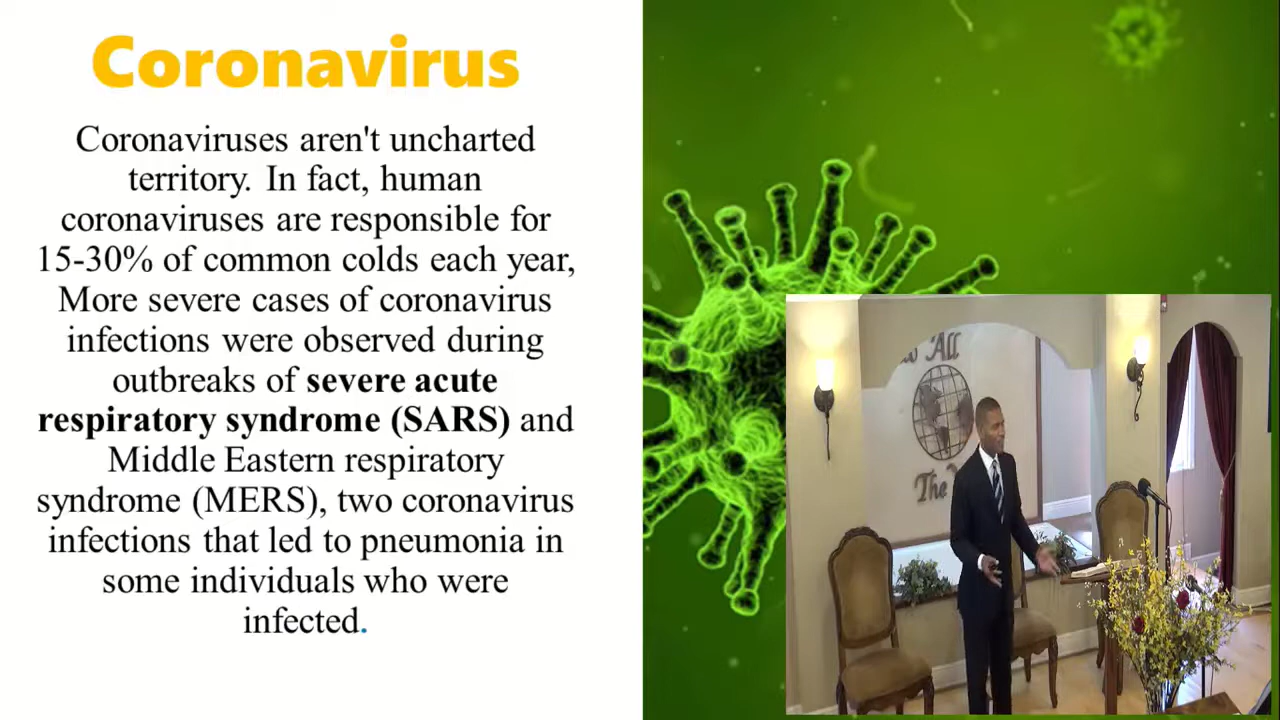 Coronavirus
Coronaviruses aren't uncharted
territory. In fact, human
coronaviruses are responsible for
15-30% of common colds each year,
More severe cases of coronavirus
infections were observed during
outbreaks of severe acute
respiratory syndrome (SARS) and
Middle Eastern respiratory
syndrome (MERS), two coronavirus
infections that led to pneumonia in
some individuals who were
infected.
All
The